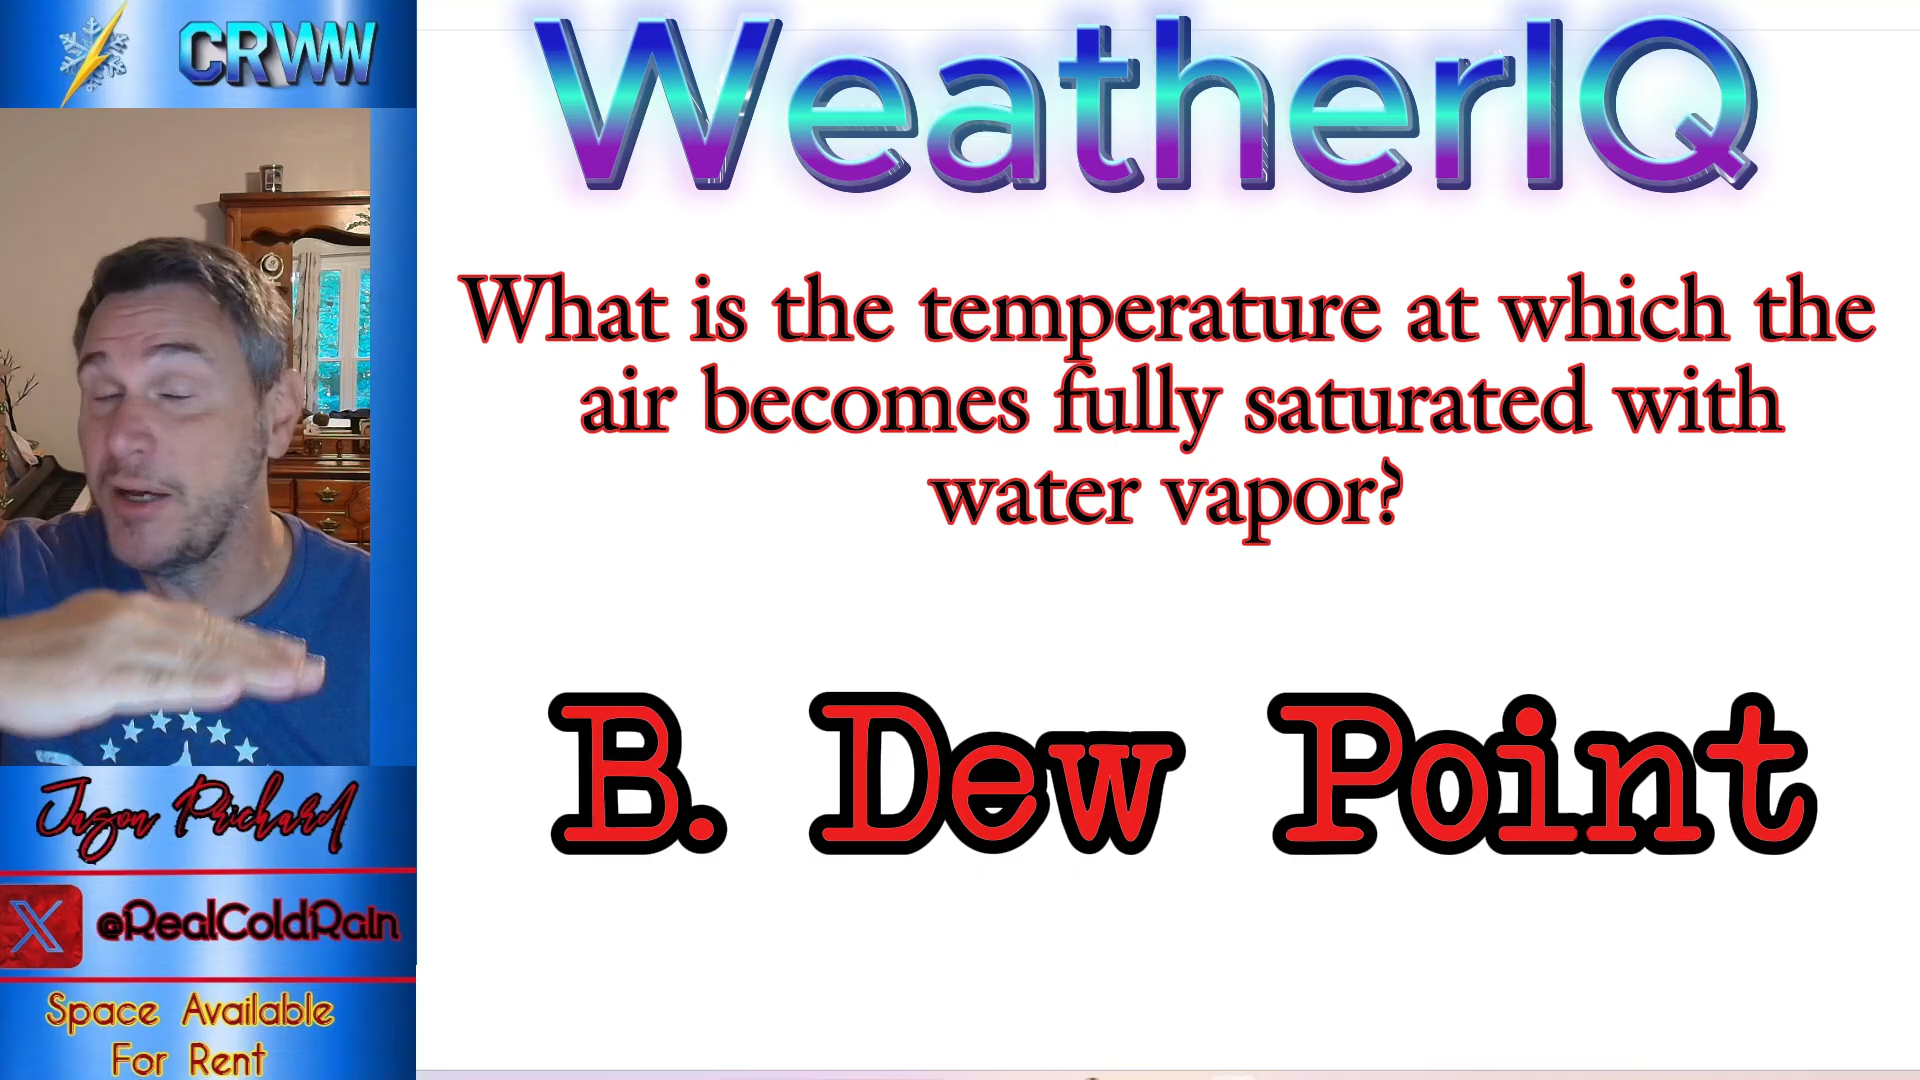 CRWW
WeatherIQ
What is the temperature at which the
air becomes fully saturated with
water vapor?
B. Dew Point
Jason Prichard
X @RealColdRain
Space Available
For Rent